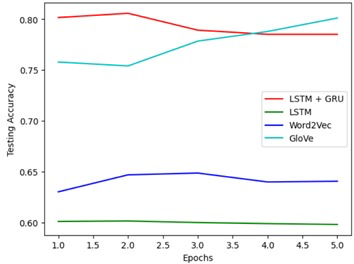 0.80
0.75
0.70
0.65
0.60
Testing Accuracy
LSTM + GRU
LSTM
Word2Vec
GloVe
1.0 1.5 2.0 2.5 3.0 3.5 4.0 4.5 5.0
Epochs